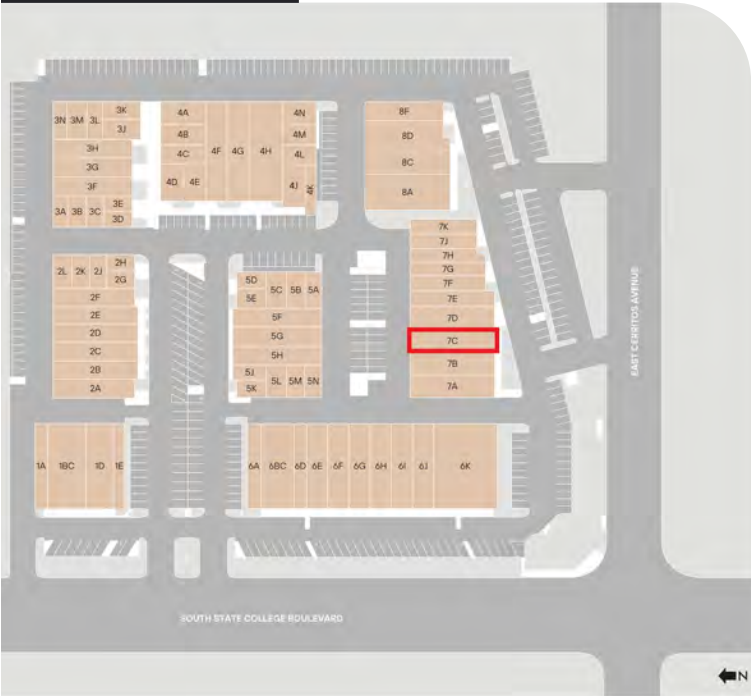 3N 3M 3L 3K
3J
3H
3G
3F
3A 3B 3C 3E
3D
4A
4B
4C
4D 4E
4F 4G 4H
4N
4M
4L
4J 4K
8F
8D
8C
8A
7K
7J
7H
7G
7F
7E
7D
7C
7B
7A
2L 2K 2J 2H
2G
2F
2E
2D
2C
2B
2A
5D
5E
5C 5B 5A
5F
5G
5H
5J
5K
5L 5M 5N
1A 1BC 1D 1E
6A 6BC 6D 6E 6F 6G 6H 6I 6J 6K
EAST CERRITOS AVENUE
SOUTH STATE COLLEGE BOULEVARD
N